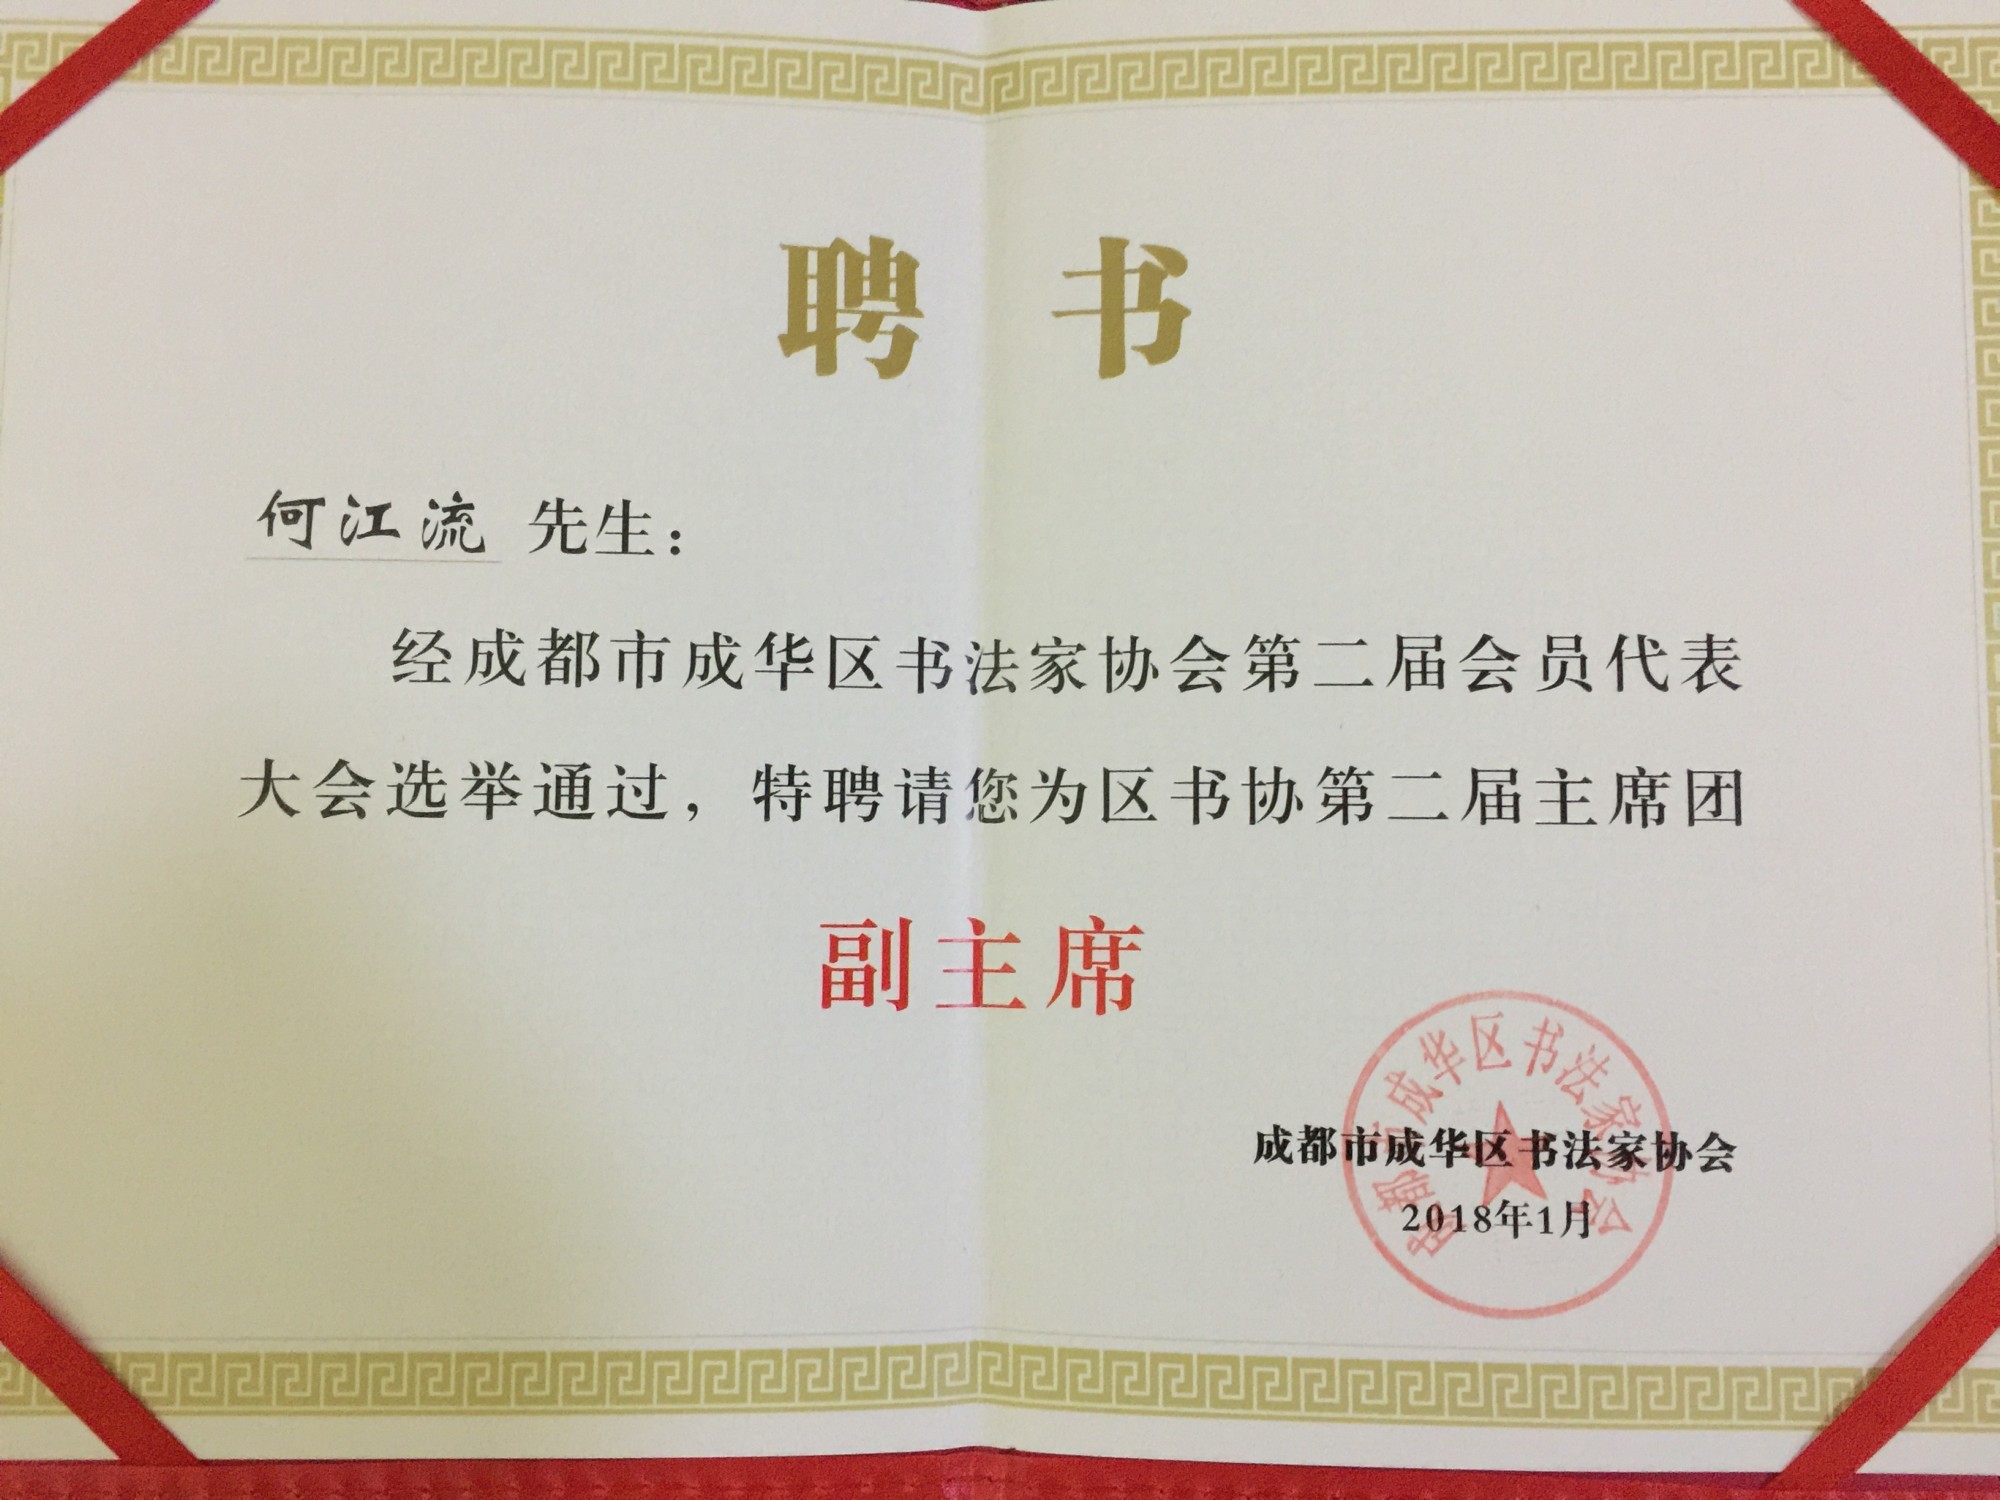 聘书
何江流 先生：
经成都市成华区书法家协会第二届会员代表
大会选举通过，特聘请您为区书协第二届主席团
副主席
成都市成华区书法家协会
2018年1月